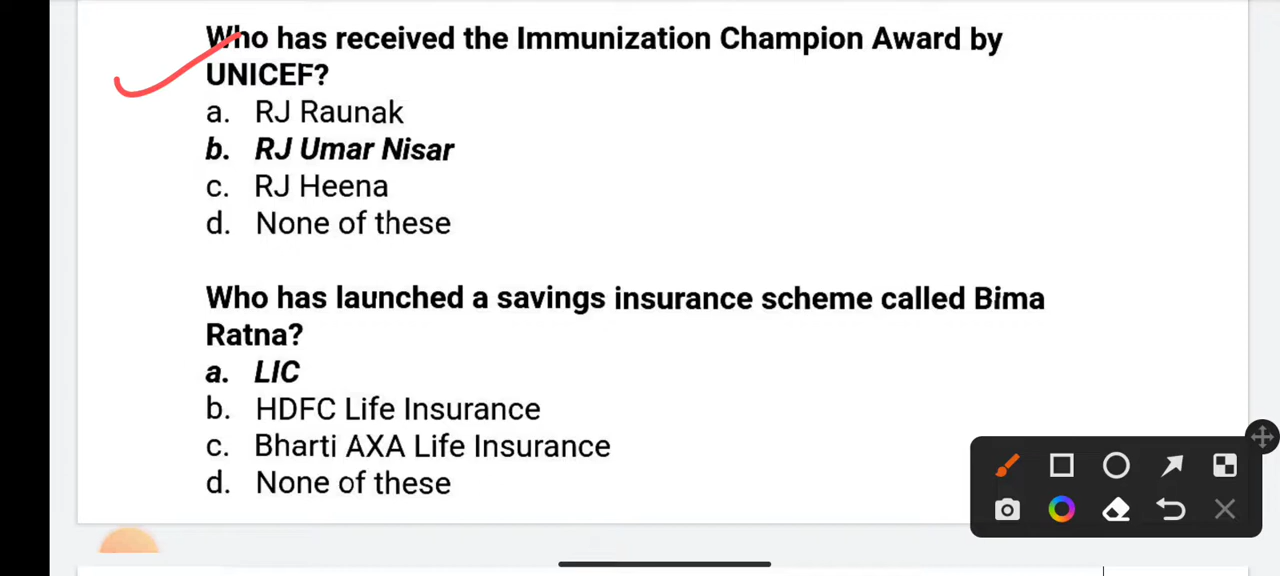 Who has received the Immunization Champion Award by
UNICEF?
a. RJ Raunak
b. RJ Umar Nisar
c. RJ Heena
d. None of these
Who has launched a savings insurance scheme called Bima
Ratna?
a. LIC
b. HDFC Life Insurance
c. Bharti AXA Life Insurance
d. None of these